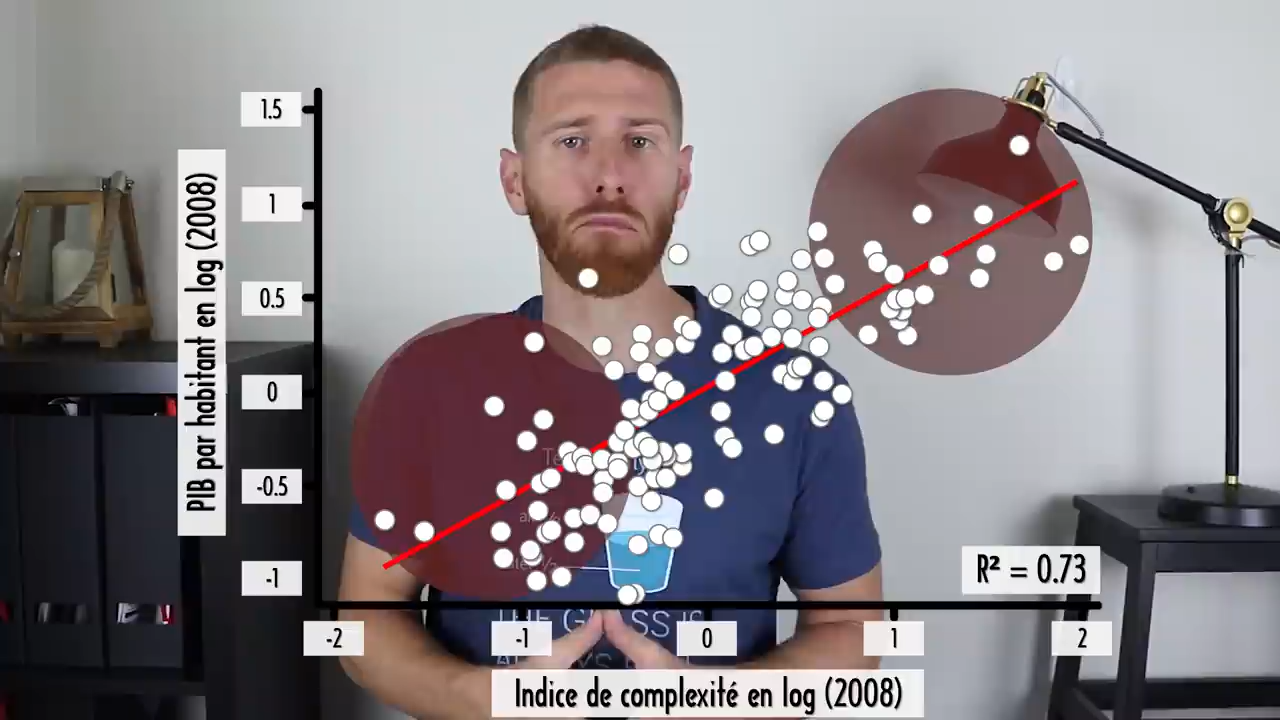 1.5
1
0.5
0
-0.5
-1
PIB par habitant en log (2008)
R² = 0.73
-2
-1
0
1
2
THE GLASS IS
Indice de complexité en log (2008)